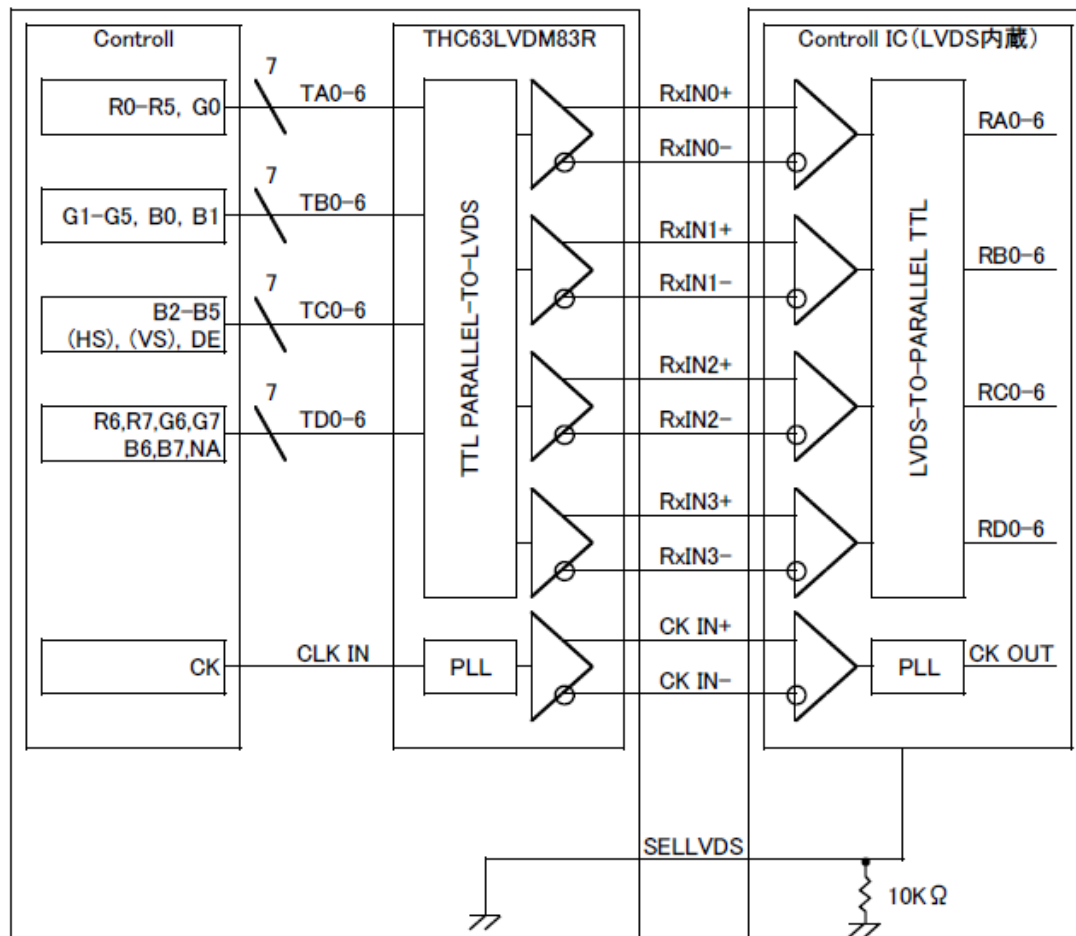 Controll
THC63LVDM83R
Controll IC(LVDS内蔵)
R0-R5, G0
7
TA0-6
RxIN0+
RxIN0-
RA0-6
G1-G5, B0, B1
7
TB0-6
RxIN1+
RxIN1-
RB0-6
B2-B5
(HS), (VS), DE
7
TC0-6
RxIN2+
RxIN2-
RC0-6
R6,R7,G6,G7
B6,B7,NA
7
TD0-6
RxIN3+
RxIN3-
RD0-6
TTL PARALLEL-TO-LVDS
LVDS-TO-PARALLEL TTL
CK
CLK IN
PLL
CK IN+
CK IN-
PLL
CK OUT
SELLVDS
10KΩ